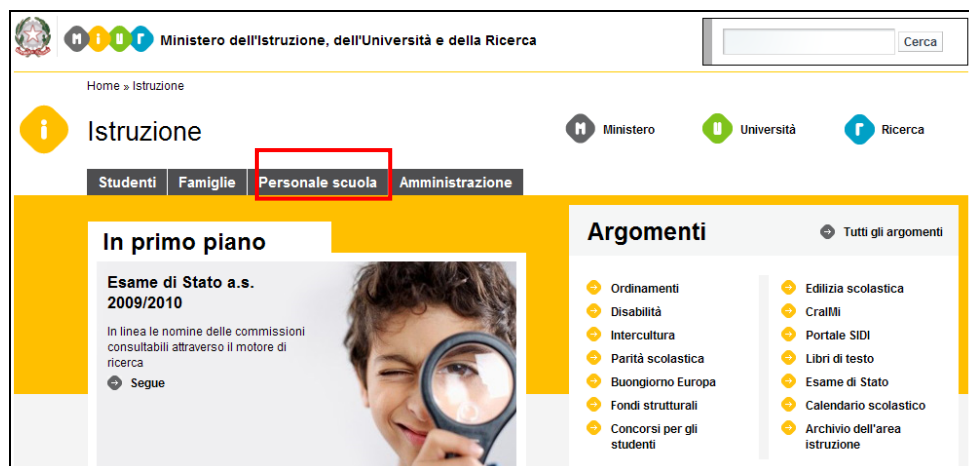 m i u r Ministero dell'Istruzione, dell'Università e della Ricerca
Cerca
Home » Istruzione
i
Istruzione
m Ministero
u Università
r Ricerca
Studenti Famiglie Personale scuola Amministrazione
In primo piano
Esame di Stato a.s.
2009/2010
In linea le nomine delle commissioni
consultabili attraverso il motore di
ricerca
Segue
Argomenti
Tutti gli argomenti
Ordinamenti
Disabilità
Intercultura
Parità scolastica
Buongiorno Europa
Fondi strutturali
Concorsi per gli
studenti
Edilizia scolastica
CralMi
Portale SIDI
Libri di testo
Esame di Stato
Calendario scolastico
Archivio dell'area
istruzione